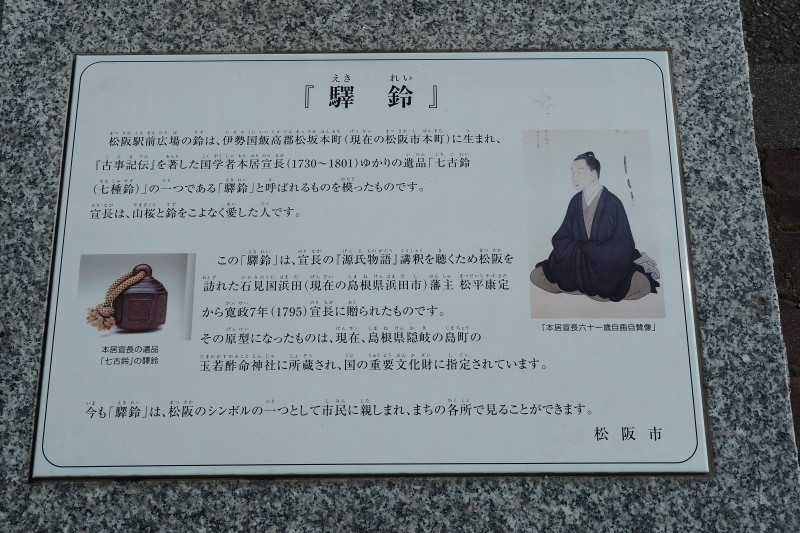 『驛鈴』
松阪駅前広場の鈴は、伊勢国飯高郡松坂本町(現在の松阪市本町)に生まれ、
『古事記伝』を著した国学者本居宣長(1730～1801)ゆかりの遺品「七古鈴
(七種鈴)」の一つである「驛鈴」と呼ばれるものを模ったものです。
宣長は、山桜と鈴をこよなく愛した人です。
この「驛鈴」は、宣長の『源氏物語』講釈を聴くため松阪を
訪れた石見国浜田(現在の島根県浜田市)藩主 松平康定
から寛政7年(1795)宣長に贈られたものです。
その原型になったものは、現在、島根県隠岐の島町の
玉若酢命神社に所蔵され、国の重要文化財に指定されています。
本居宣長の遺品
「七古鈴」の驛鈴
「本居宣長六十一歳自画自賛像」
今も「驛鈴」は、松阪のシンボルの一つとして市民に親しまれ、まちの各所で見ることができます。
松阪市